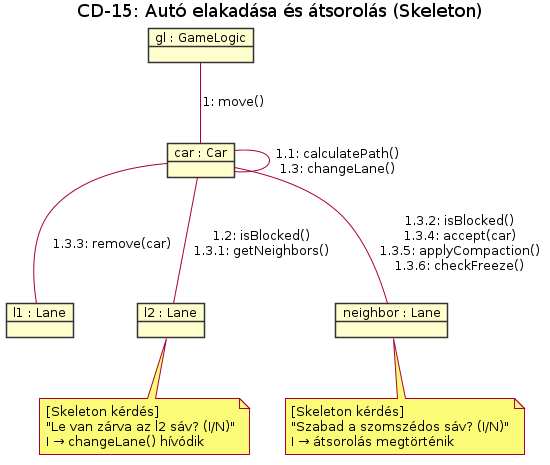 CD-15: Autó elakadása és átsorolás (Skeleton)
gl : GameLogic
1: move()
car : Car
1.1: calculatePath()
1.3: changeLane()
1.3.3: remove(car)
1.2: isBlocked()
1.3.1: getNeighbors()
1.3.2: isBlocked()
1.3.4: accept(car)
1.3.5: applyCompaction()
1.3.6: checkFreeze()
l1 : Lane
l2 : Lane
neighbor : Lane
[Skeleton kérdés]
"Le van zárva az l2 sáv? (I/N)"
I → changeLane() hívódik
[Skeleton kérdés]
"Szabad a szomszédos sáv? (I/N)"
I → átsorolás megtörténik